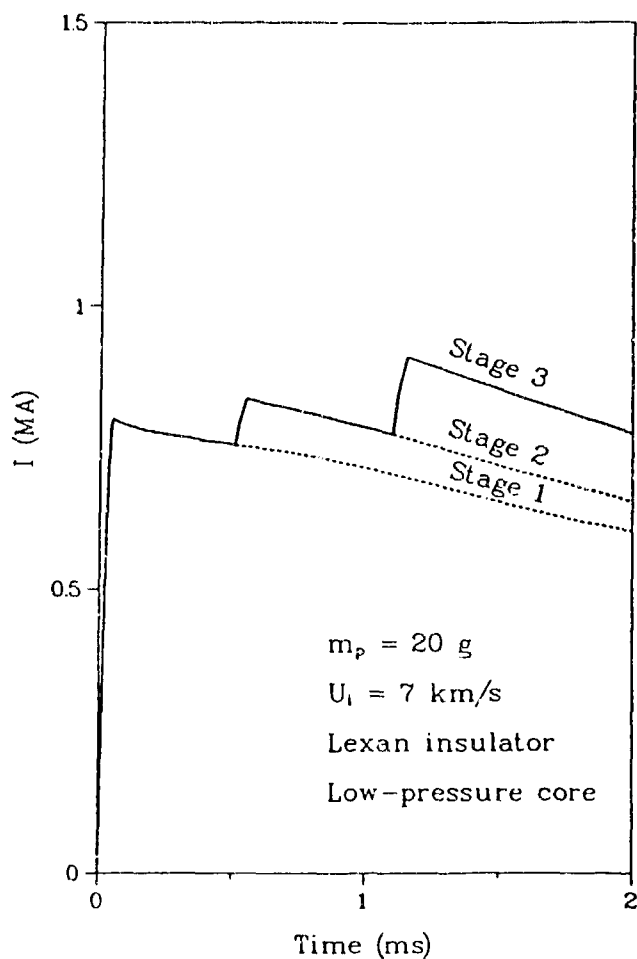 1.5
1
0.5
0
I (MA)
Stage 3
Stage 2
Stage 1
m_p = 20 g
U_i = 7 km/s
Lexan insulator
Low-pressure core
0
1
2
Time (ms)